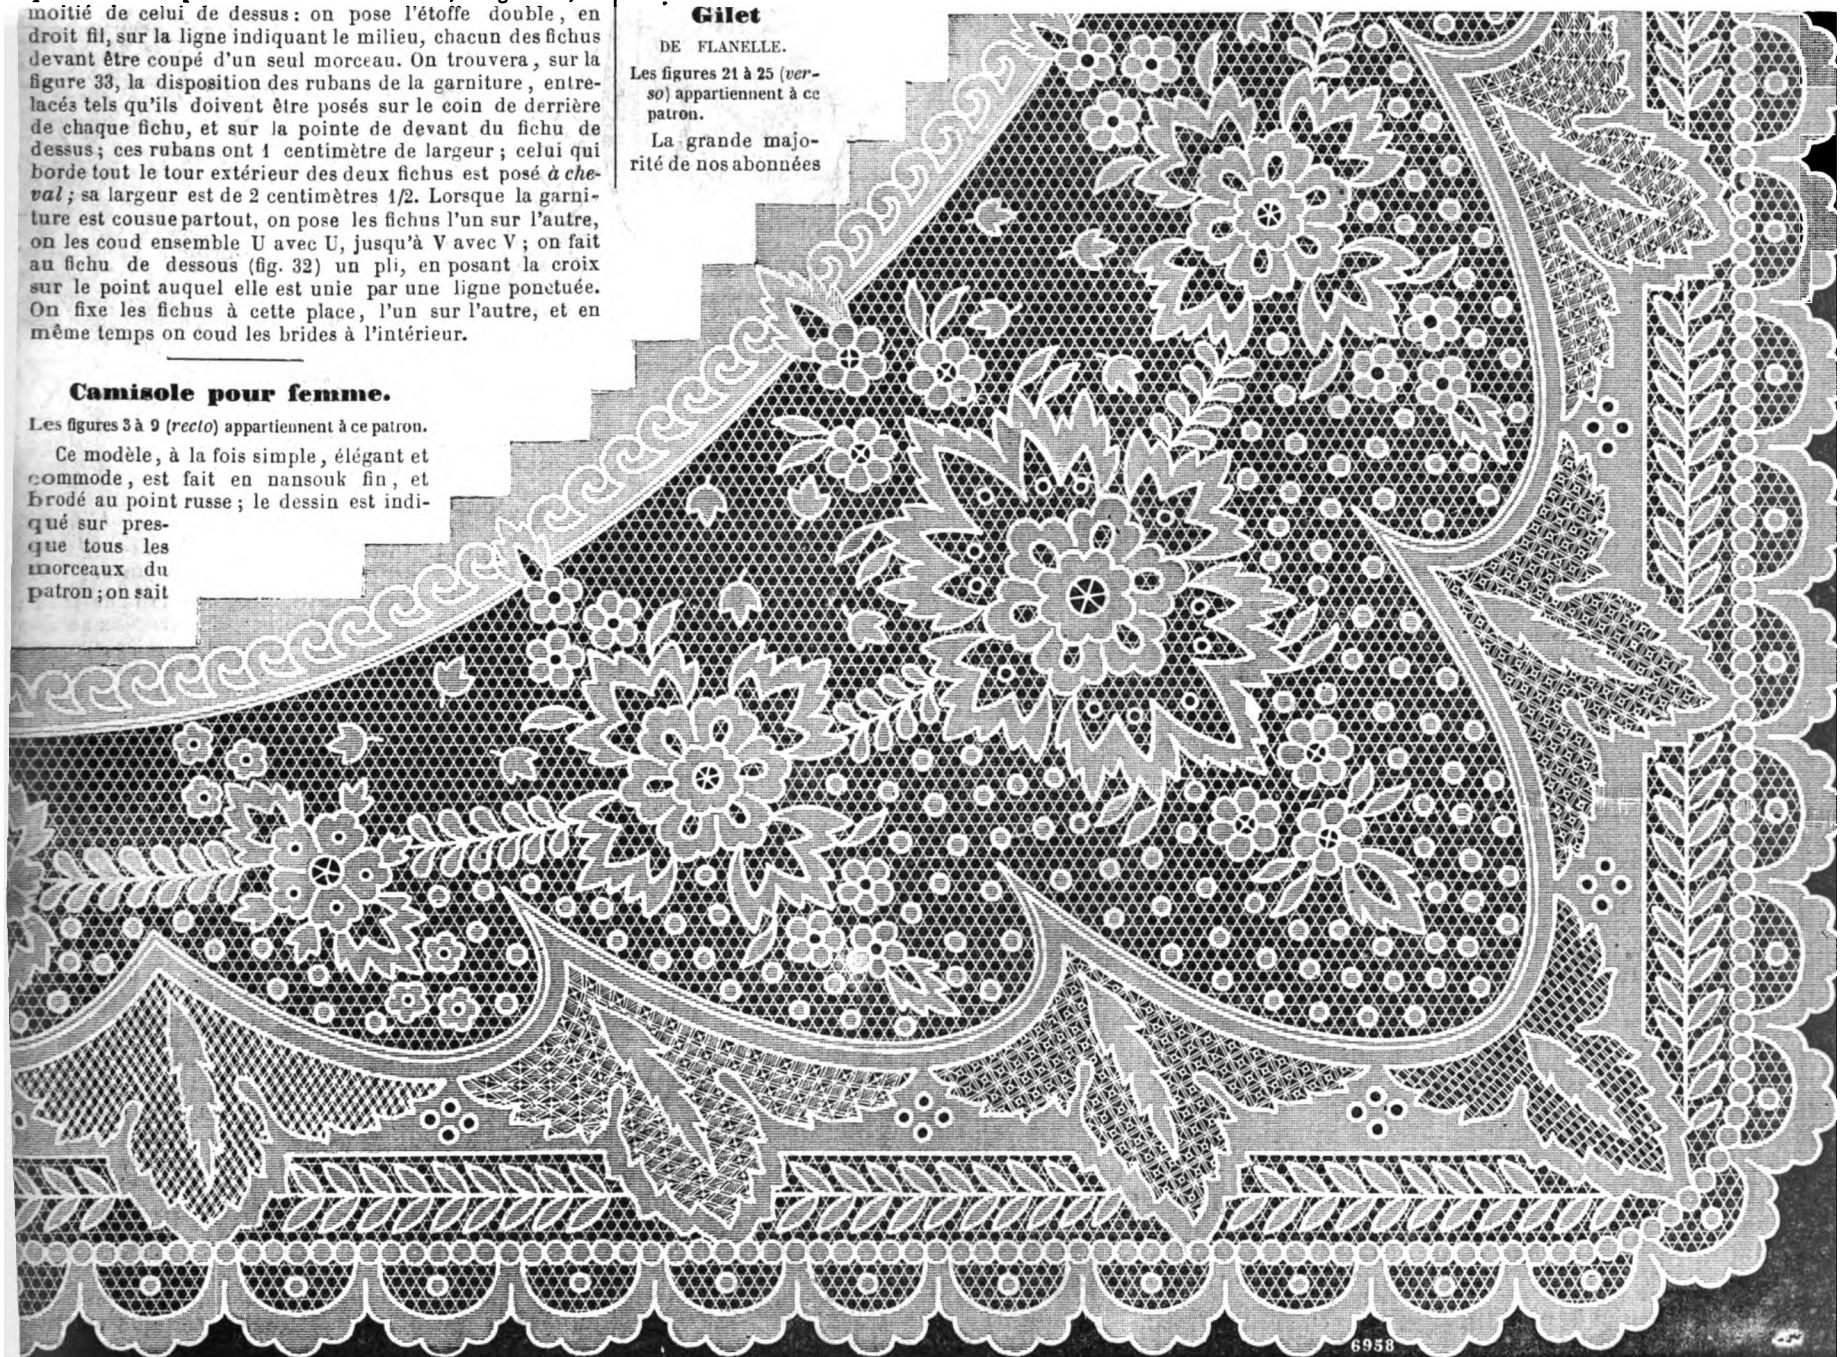 moitié de celui de dessus : on pose l'étoffe double, en
droit fil, sur la ligne indiquant le milieu, chacun des fichus
devant être coupé d'un seul morceau. On trouvera, sur la
figure 33, la disposition des rubans de la garniture, entre-
lacés tels qu'ils doivent être posés sur le coin de derrière
de chaque fichu, et sur la pointe de devant du fichu de
dessus ; ces rubans ont 1 centimètre de largeur ; celui qui
borde tout le tour extérieur des deux fichus est posé à che-
val ; sa largeur est de 2 centimètres 1/2. Lorsque la garni-
ture est cousue partout, on pose les fichus l'un sur l'autre,
on les coud ensemble U avec U, jusqu'à V avec V ; on fait
au fichu de dessous (fig. 32) un pli, en posant la croix
sur le point auquel elle est unie par une ligne ponctuée.
On fixe les fichus à cette place, l'un sur l'autre, et en
même temps on coud les brides à l'intérieur.
Camisole pour femme.
Les figures 3 à 9 (recto) appartiennent à ce patron.
Ce modèle, à la fois simple, élégant et
commode, est fait en nansouk fin, et
brodé au point russe ; le dessin est indi-
qué sur pres-
que tous les
morceaux du
patron ; on sait
Gilet
DE FLANELLE.
Les figures 21 à 25 (ver-
so) appartiennent à ce
patron.
La grande majo-
rité de nos abonnées
6958